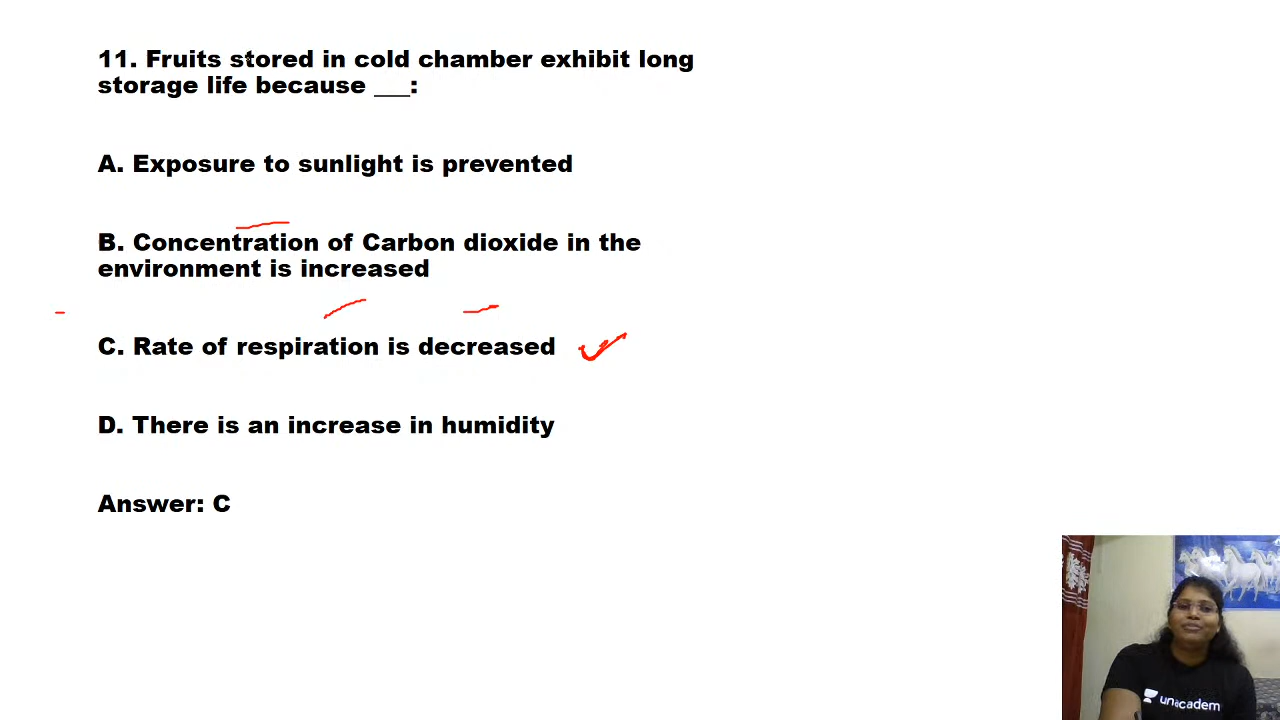 11. Fruits stored in cold chamber exhibit long
storage life because ___:
A. Exposure to sunlight is prevented
B. Concentration of Carbon dioxide in the
environment is increased
C. Rate of respiration is decreased
D. There is an increase in humidity
Answer: C
unacademy